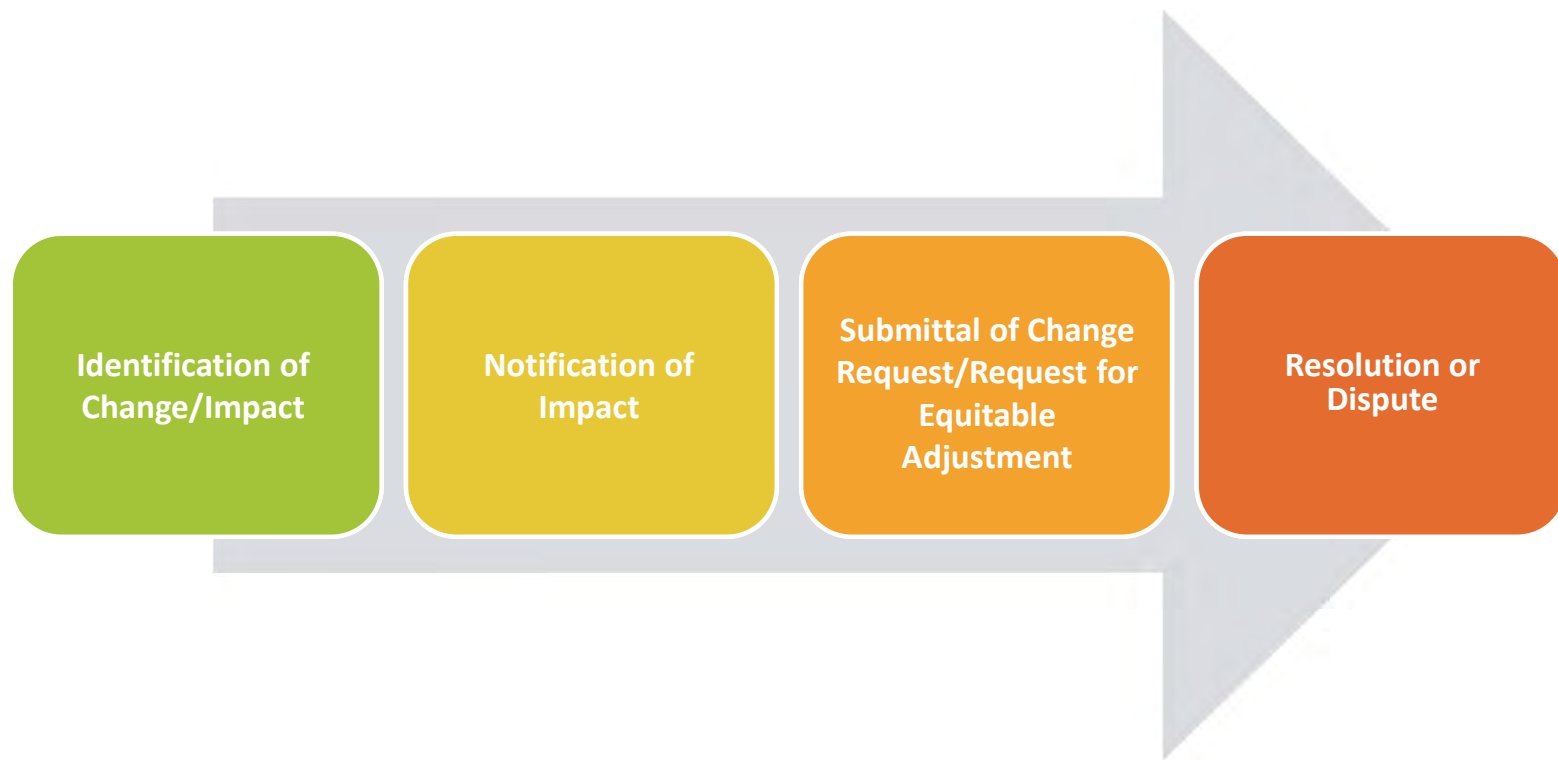 Identification of
Change/Impact
Notification of
Impact
Submittal of Change
Request/Request for
Equitable
Adjustment
Resolution or
Dispute